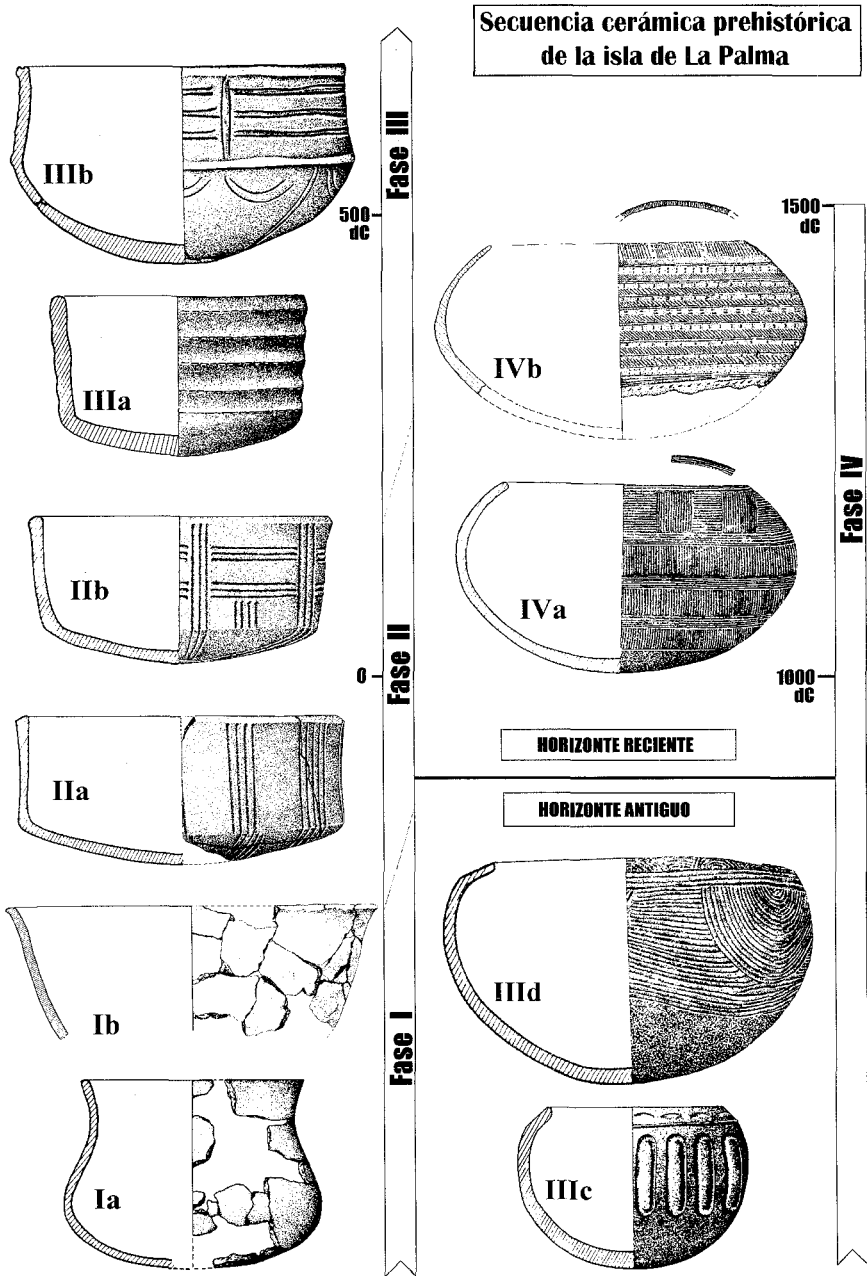 Secuencia cerámica prehistórica
de la isla de La Palma
IIIb
Fase III
500
dC
IIIa
IIb
0
Fase II
IIa
Ib
Fase I
Ia
1500
dC
IVb
Fase IV
IVa
1000
dC
HORIZONTE RECIENTE
HORIZONTE ANTIGUO
IIId
IIIc